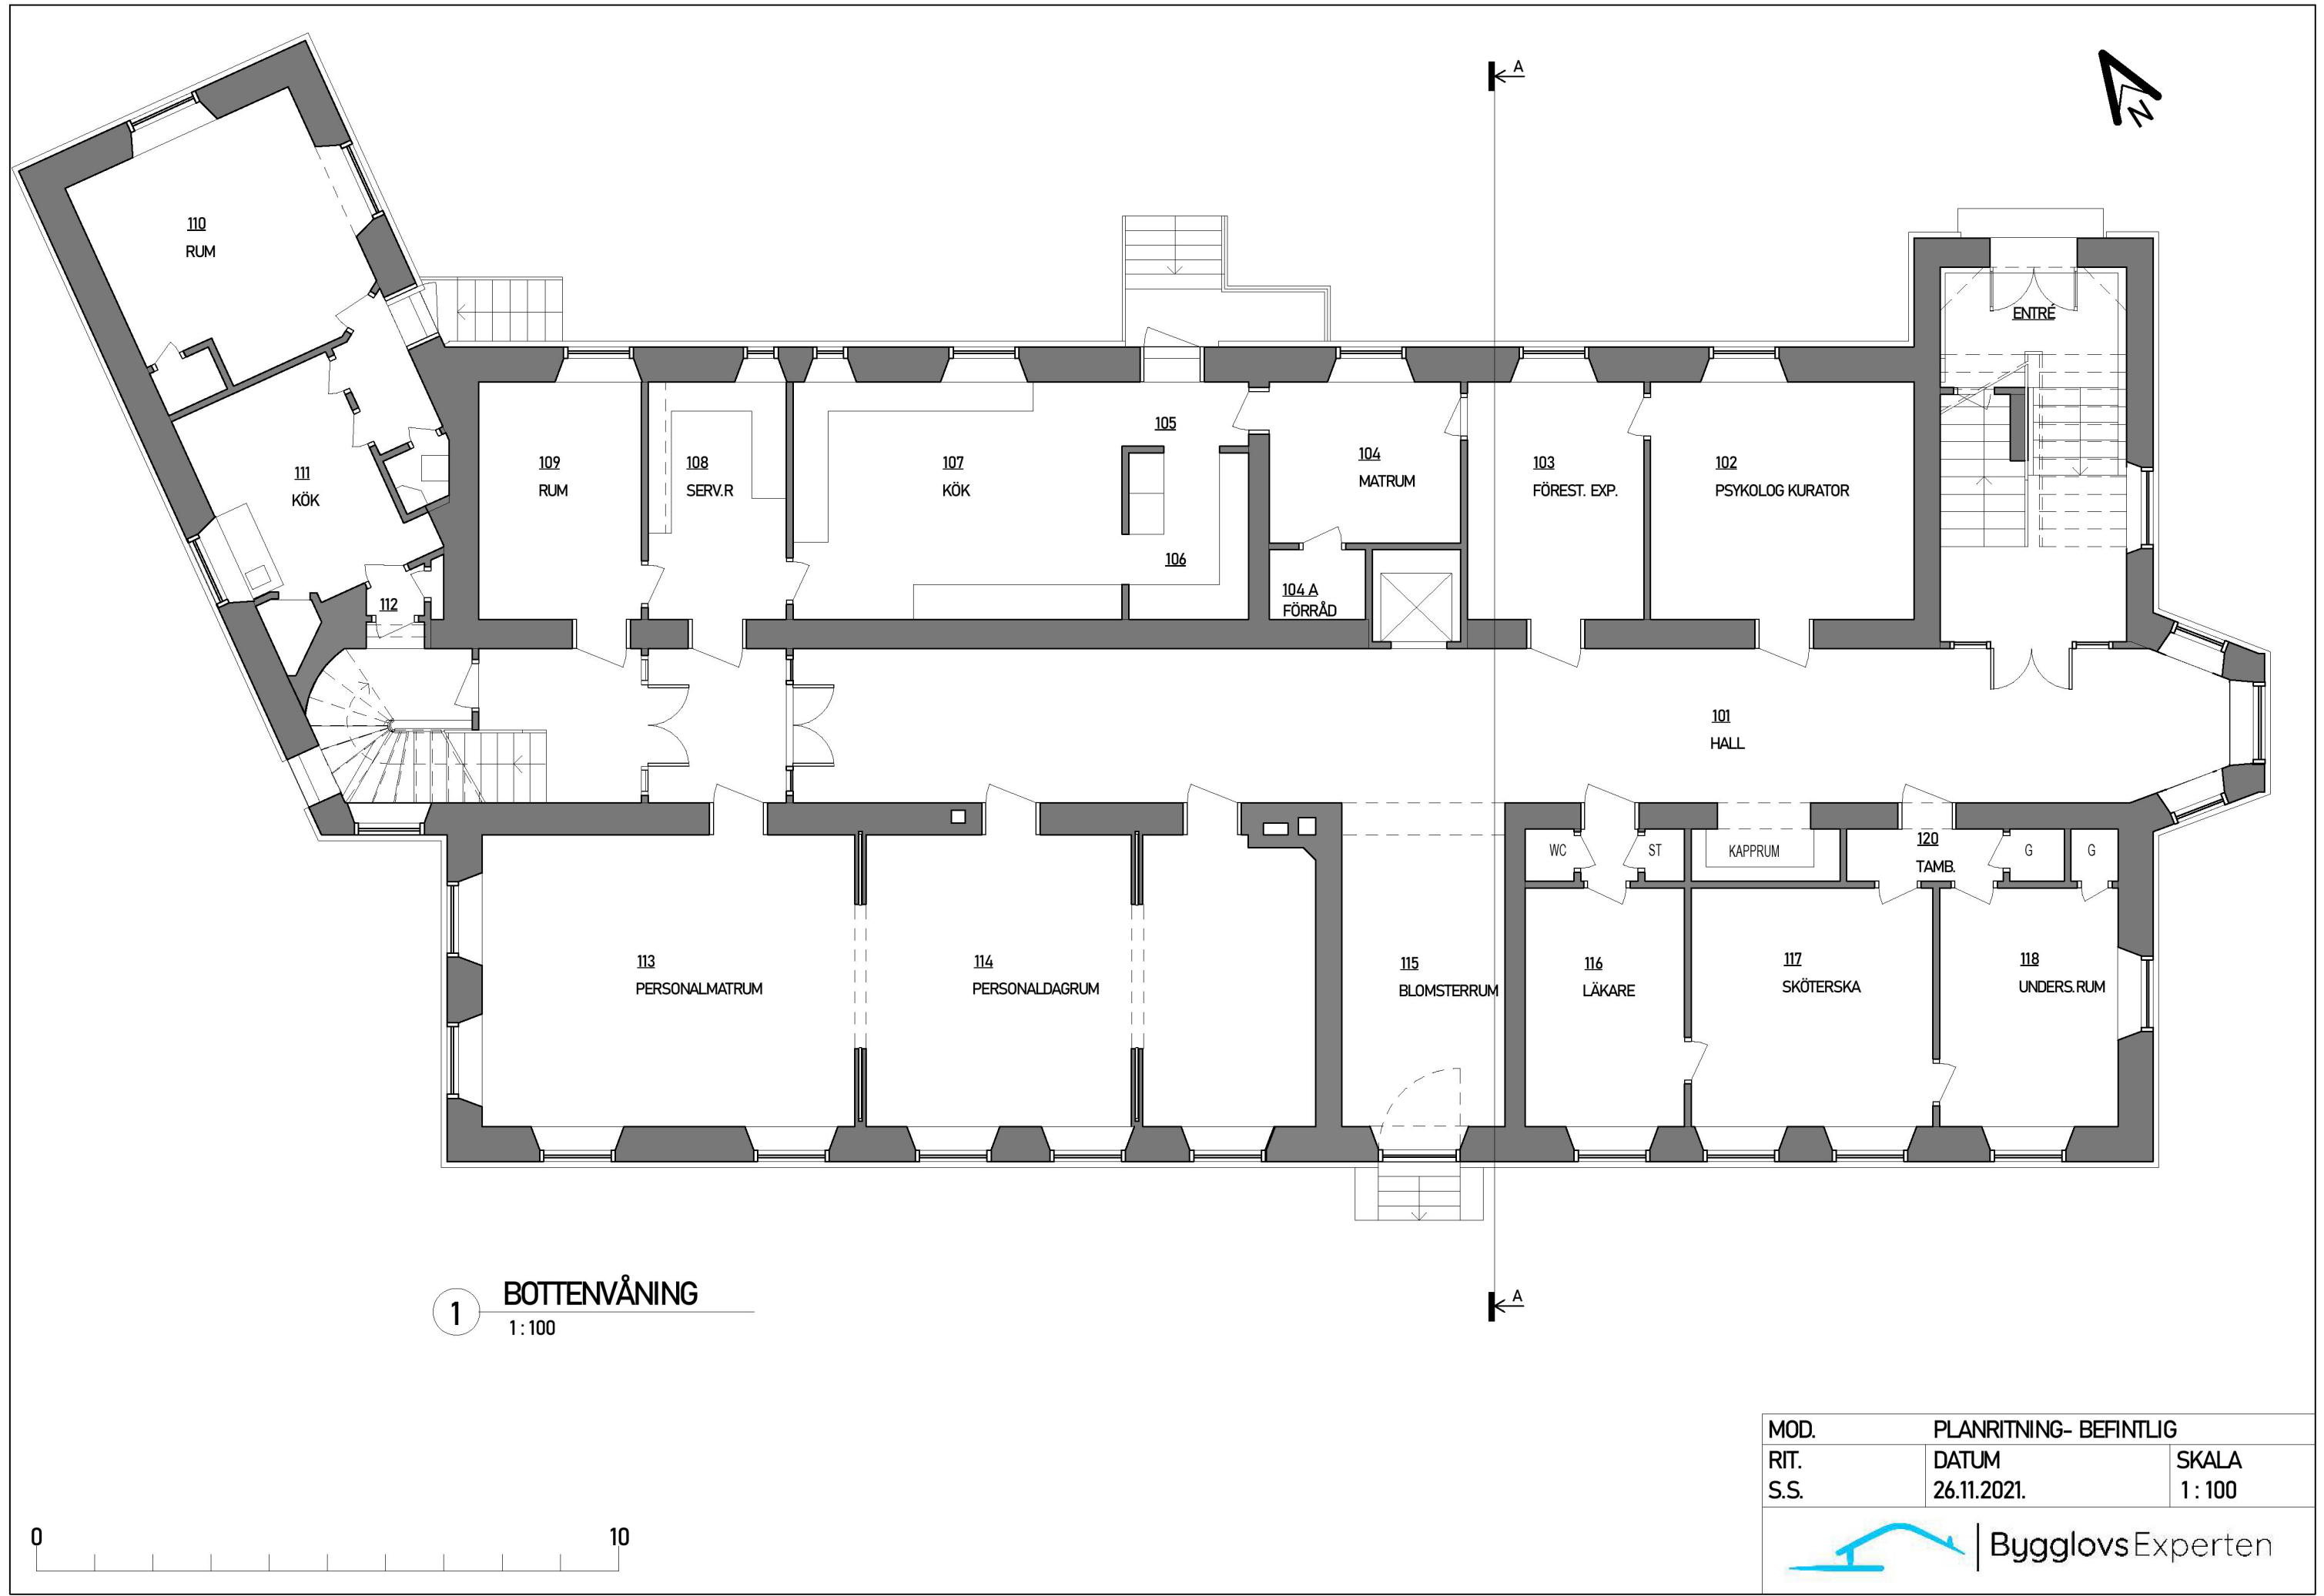 A
N
110
RUM
ENTRÉ
105
109
RUM
108
SERV.R
107
KÖK
104
MATRUM
103
FÖREST. EXP.
102
PSYKOLOG KURATOR
111
KÖK
106
104 A
FÖRRÅD
112
101
HALL
WC
ST
KAPPRUM
120
TAMB.
G
G
113
PERSONALMATRUM
114
PERSONALDAGRUM
115
BLOMSTERRUM
116
LÄKARE
117
SKÖTERSKA
118
UNDERS.RUM
A
1
BOTTENVÅNING
1 : 100
MOD. PLANRITNING- BEFINTLIG
RIT. DATUM SKALA
S.S. 26.11.2021. 1 : 100
0 10
BygglovsExperten